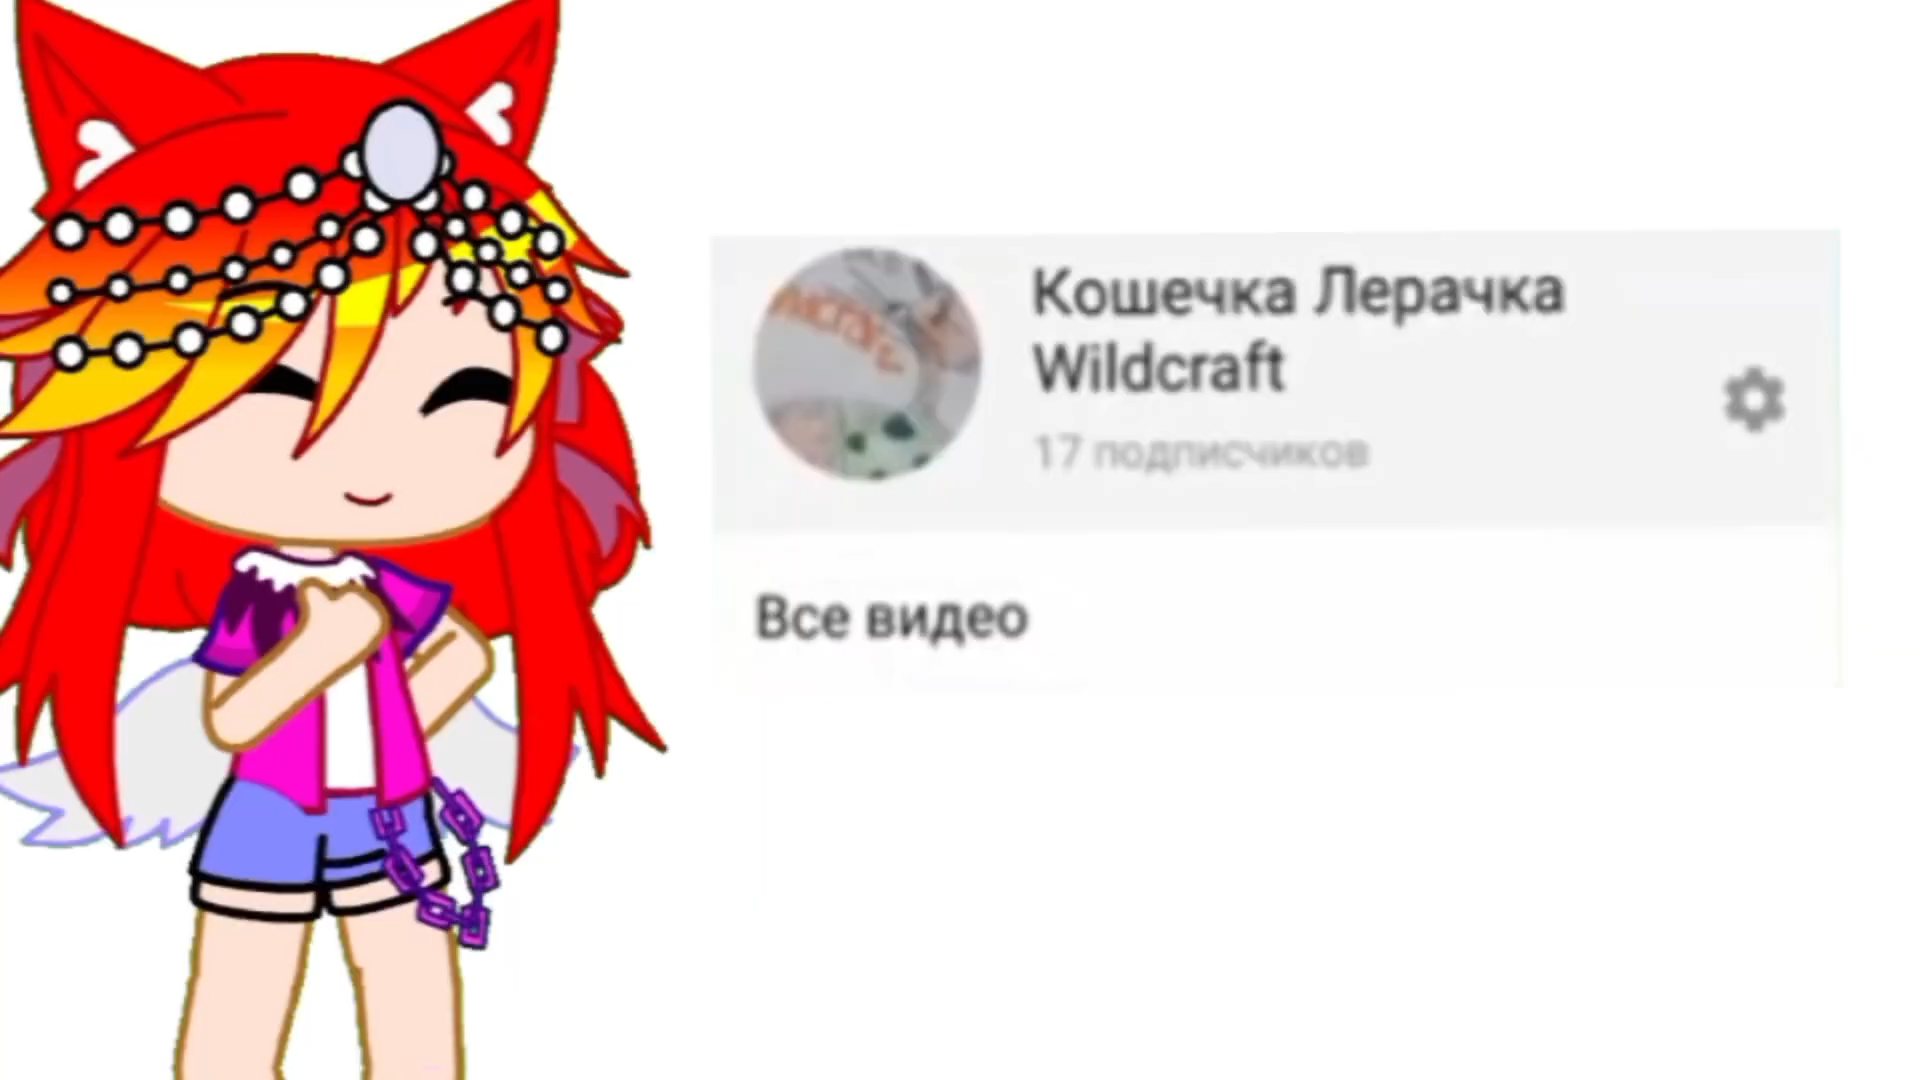 Кошечка Лерачка
Wildcraft
17 подписчиков
Все видео